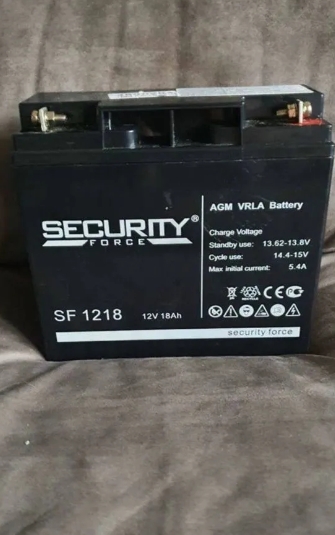 AGM VRLA Battery
SECURITY®
FORCE
Charge Voltage
Standby use: 13.62-13.8V
Cycle use: 14.4-15V
Max initial current: 5.4A
SF 1218 12V 18Ah
RECYCLE
security force